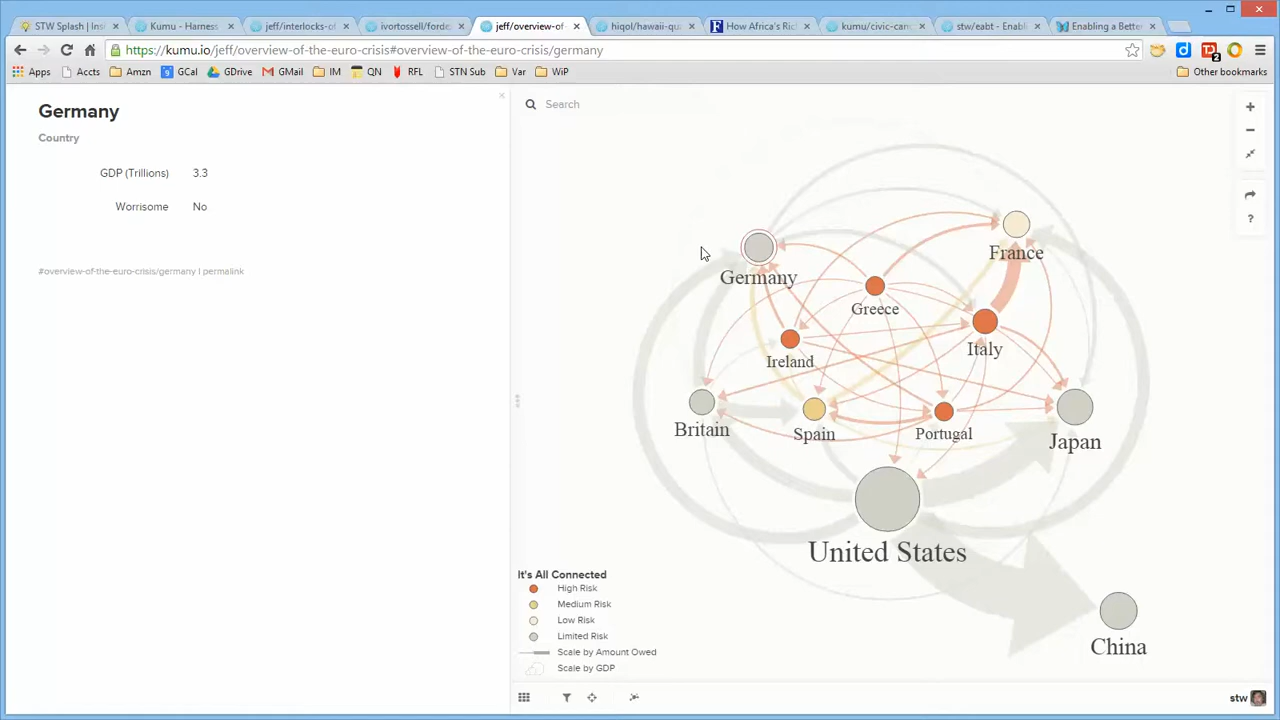 STW Splash | Ins
Kumu - Harness
jeff/interlocks-of
ivortossell/forde
jeff/overview-of-
hiqol/hawaii-qu
How Africa's Ric
kumu/civic-can
stw/eabt - Enabl
Enabling a Bette
https://kumu.io/jeff/overview-of-the-euro-crisis#overview-of-the-euro-crisis/germany
2
Apps Accts Amzn GCal GDrive GMail IM QN RFL STN Sub Var WiP Other bookmarks
Germany
Country
GDP (Trillions) 3.3
Worrisome No
#overview-of-the-euro-crisis/germany | permalink
Search
?
France
Germany
Greece
Italy
Ireland
Britain
Spain
Portugal
Japan
United States
China
It's All Connected
High Risk
Medium Risk
Low Risk
Limited Risk
Scale by Amount Owed
Scale by GDP
stw